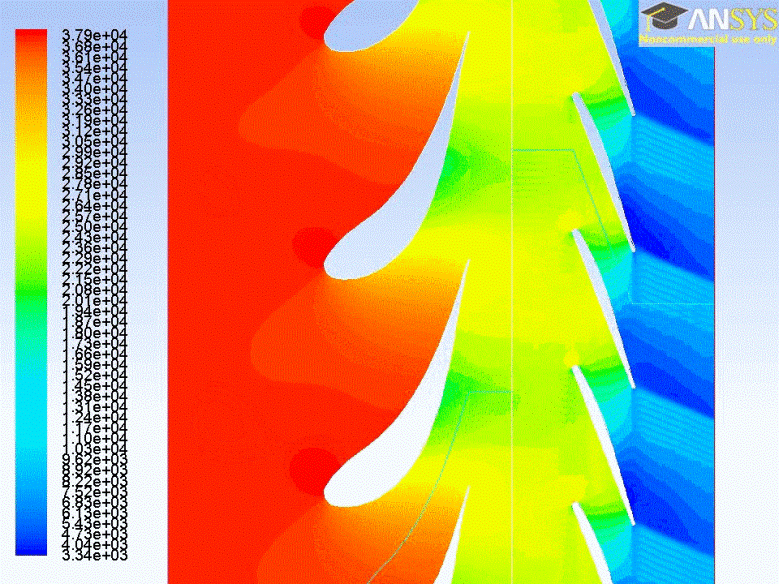 ANSYS
Noncommercial use only
3.79e+04
3.68e+04
3.61e+04
3.54e+04
3.47e+04
3.40e+04
3.33e+04
3.26e+04
3.19e+04
3.12e+04
3.05e+04
2.99e+04
2.92e+04
2.85e+04
2.78e+04
2.71e+04
2.64e+04
2.57e+04
2.50e+04
2.43e+04
2.36e+04
2.29e+04
2.22e+04
2.15e+04
2.08e+04
2.01e+04
1.94e+04
1.87e+04
1.80e+04
1.73e+04
1.66e+04
1.59e+04
1.52e+04
1.45e+04
1.38e+04
1.31e+04
1.24e+04
1.17e+04
1.10e+04
1.03e+04
9.62e+03
8.92e+03
8.22e+03
7.52e+03
6.83e+03
6.13e+03
5.43e+03
4.73e+03
4.04e+03
3.34e+03